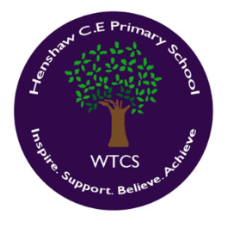 Henshaw C.E Primary School
WTCS
Inspire. Support. Believe. Achieve